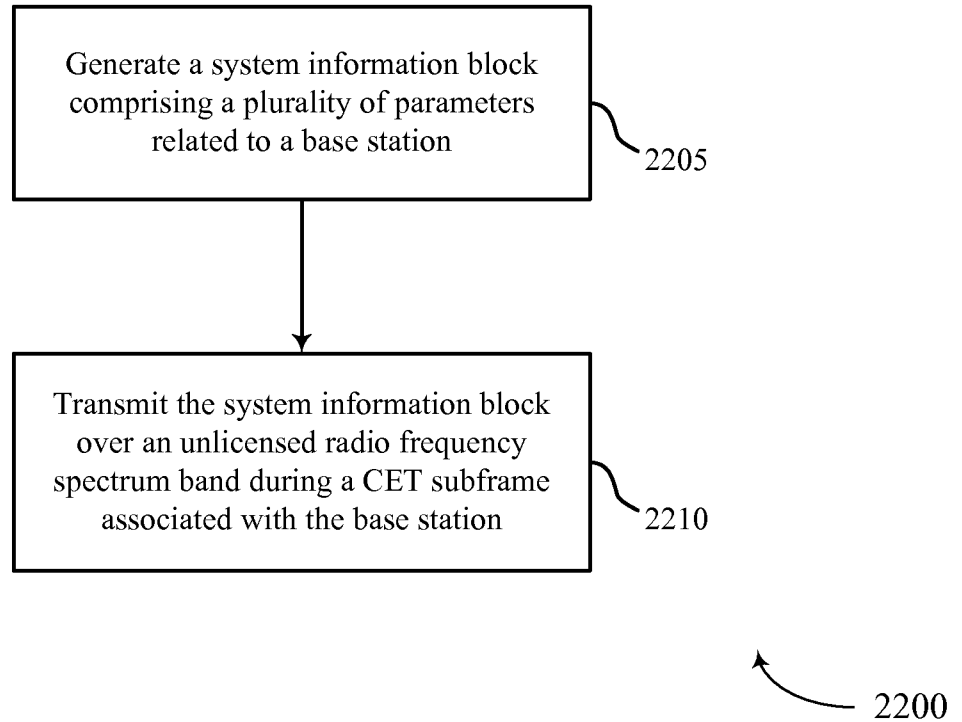 Generate a system information block
comprising a plurality of parameters
related to a base station
2205
Transmit the system information block
over an unlicensed radio frequency
spectrum band during a CET subframe
associated with the base station
2210
2200